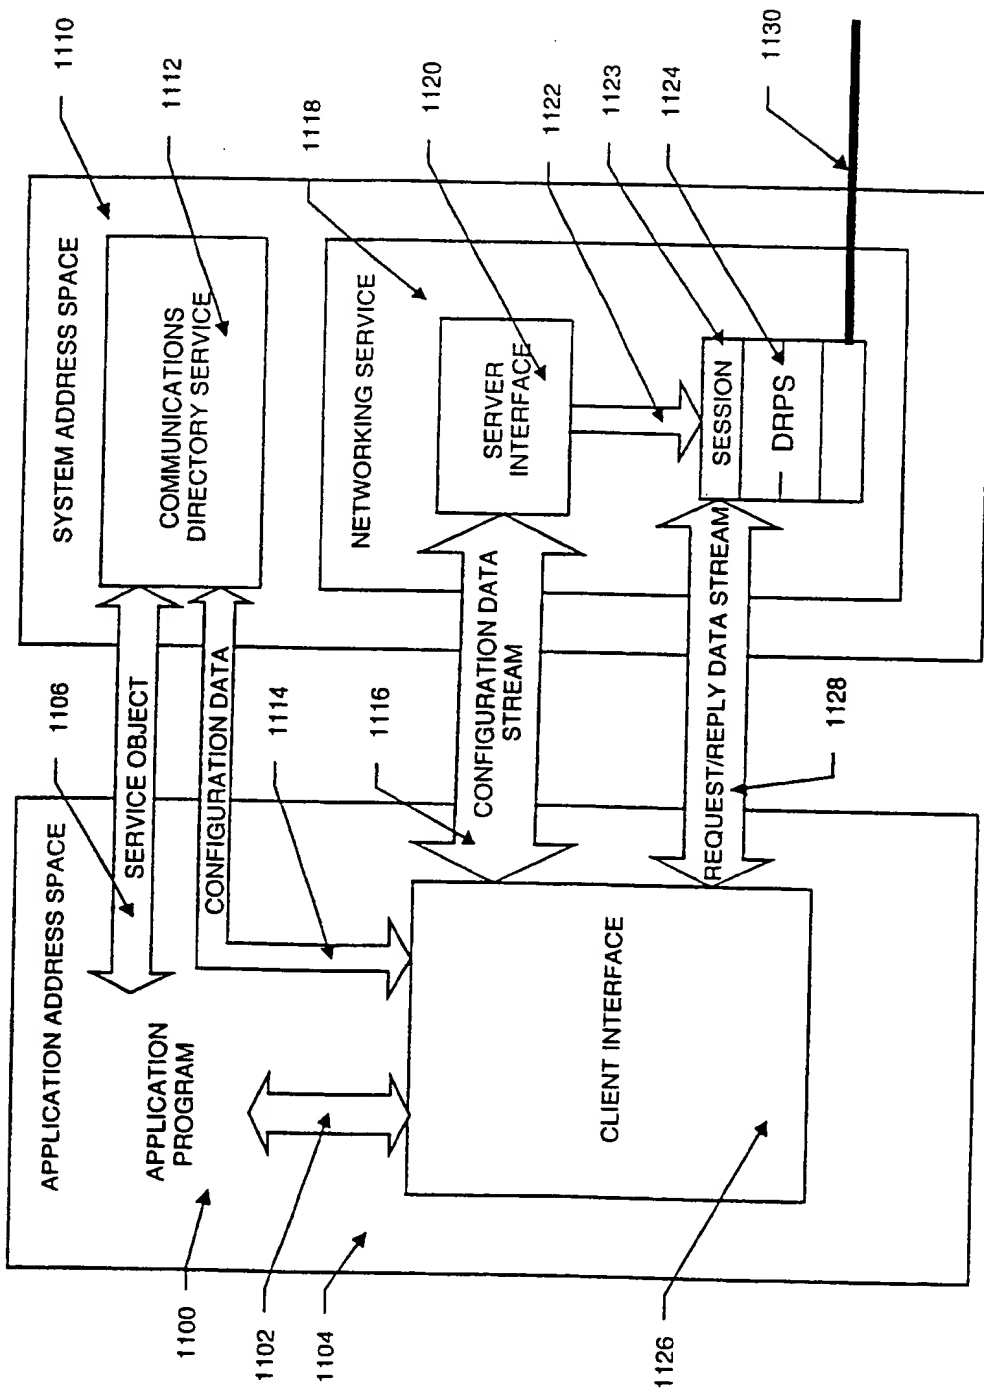 1110
1112
1118
1120
1122
1123
1124
1130
SYSTEM ADDRESS SPACE
COMMUNICATIONS
DIRECTORY SERVICE
NETWORKING SERVICE
SERVER
INTERFACE
SESSION
DRPS
1106
SERVICE OBJECT
CONFIGURATION DATA
1114
1116
CONFIGURATION DATA
STREAM
REQUEST/REPLY DATA STREAM
1128
APPLICATION ADDRESS SPACE
APPLICATION
PROGRAM
CLIENT INTERFACE
1100
1102
1104
1126